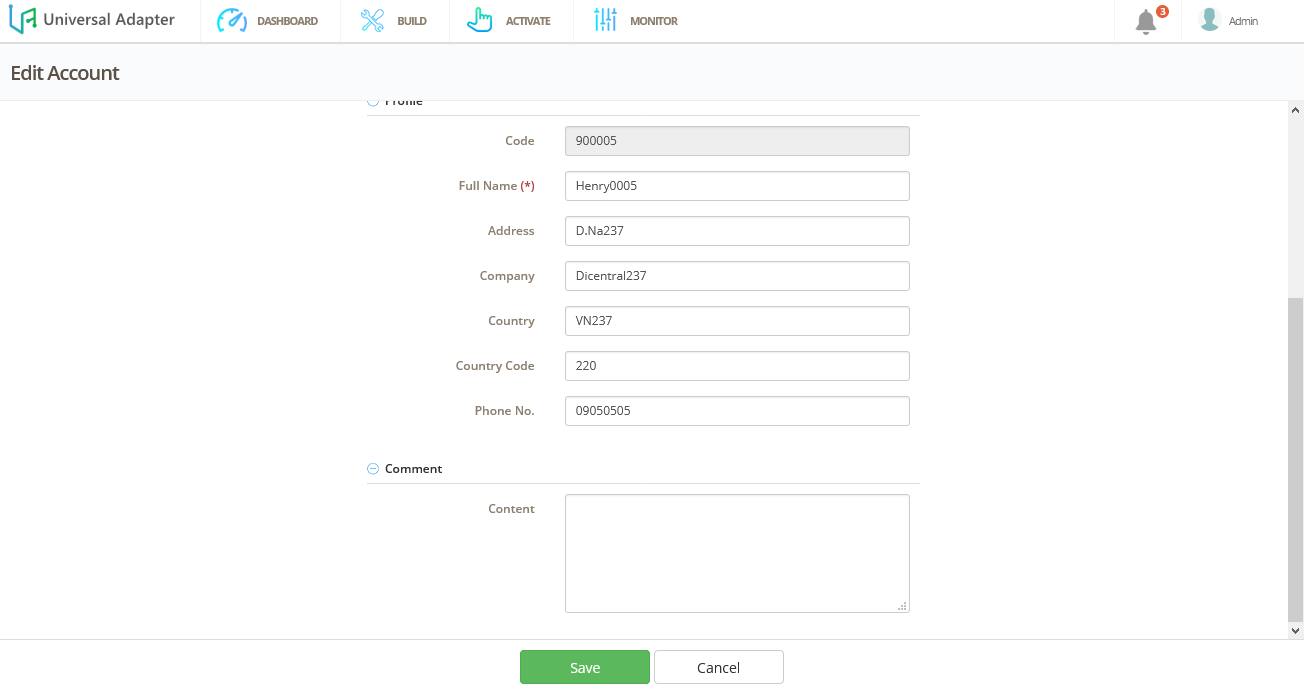 Universal Adapter
DASHBOARD
BUILD
ACTIVATE
MONITOR
3
Admin
Edit Account
Profile
Code 900005
Full Name (*) Henry0005
Address D.Na237
Company Dicentral237
Country VN237
Country Code 220
Phone No. 09050505
Comment
Content
Save
Cancel